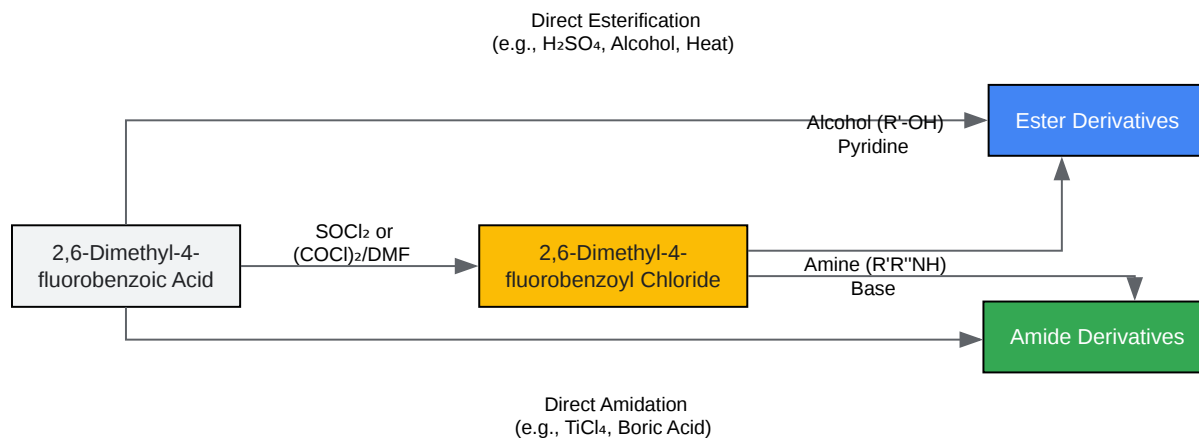 Direct Esterification
(e.g., H₂SO₄, Alcohol, Heat)
Alcohol (R'-OH)
Pyridine
Ester Derivatives
2,6-Dimethyl-4-
fluorobenzoic Acid
SOCl₂ or
(COCl)₂/DMF
2,6-Dimethyl-4-
fluorobenzoyl Chloride
Amine (R'R''NH)
Base
Amide Derivatives
Direct Amidation
(e.g., TiCl₄, Boric Acid)